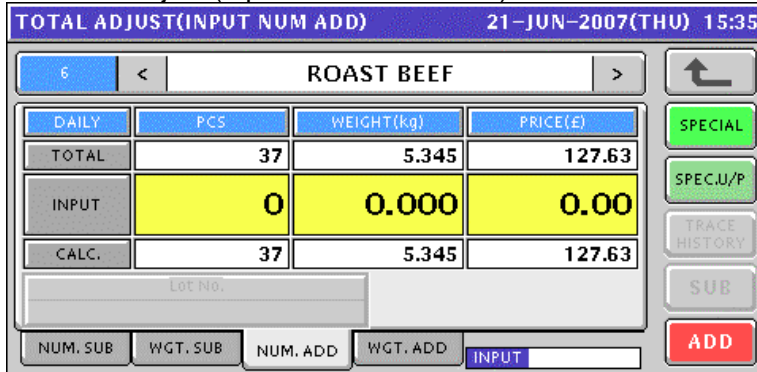 TOTAL ADJUST(INPUT NUM ADD) 21-JUN-2007(THU) 15:35
6 < ROAST BEEF >
DAILY PCS WEIGHT(kg) PRICE(£) SPECIAL
TOTAL 37 5.345 127.63
INPUT 0 0.000 0.00 SPEC.U/P
TRACE
HISTORY
CALC. 37 5.345 127.63
Lot No. SUB
NUM. SUB WGT. SUB NUM. ADD WGT. ADD INPUT ADD